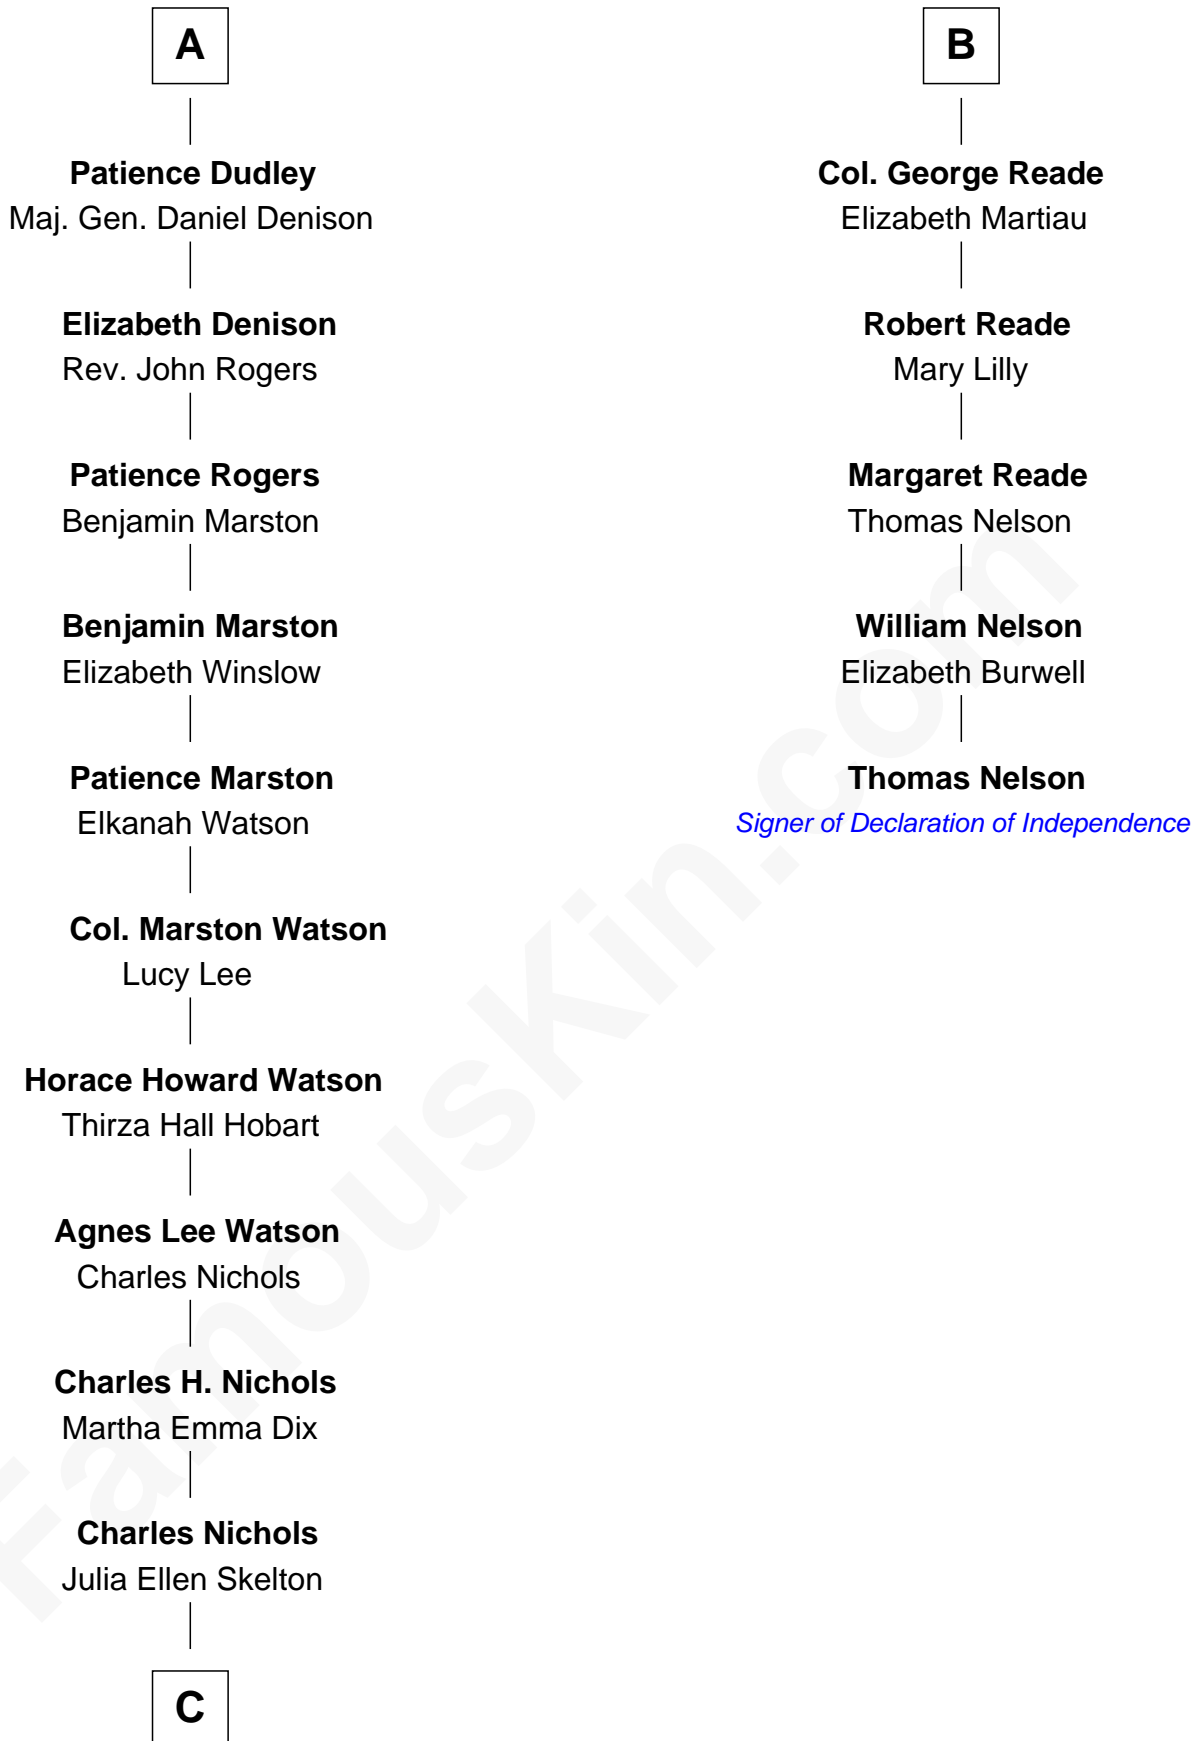 A
Patience Dudley
Maj. Gen. Daniel Denison
Elizabeth Denison
Rev. John Rogers
Patience Rogers
Benjamin Marston
Benjamin Marston
Elizabeth Winslow
Patience Marston
Elkanah Watson
Col. Marston Watson
Lucy Lee
Horace Howard Watson
Thirza Hall Hobart
Agnes Lee Watson
Charles Nichols
Charles H. Nichols
Martha Emma Dix
Charles Nichols
Julia Ellen Skelton
C
B
Col. George Reade
Elizabeth Martiau
Robert Reade
Mary Lilly
Margaret Reade
Thomas Nelson
William Nelson
Elizabeth Burwell
Thomas Nelson
Signer of Declaration of Independence
FamousKin.com